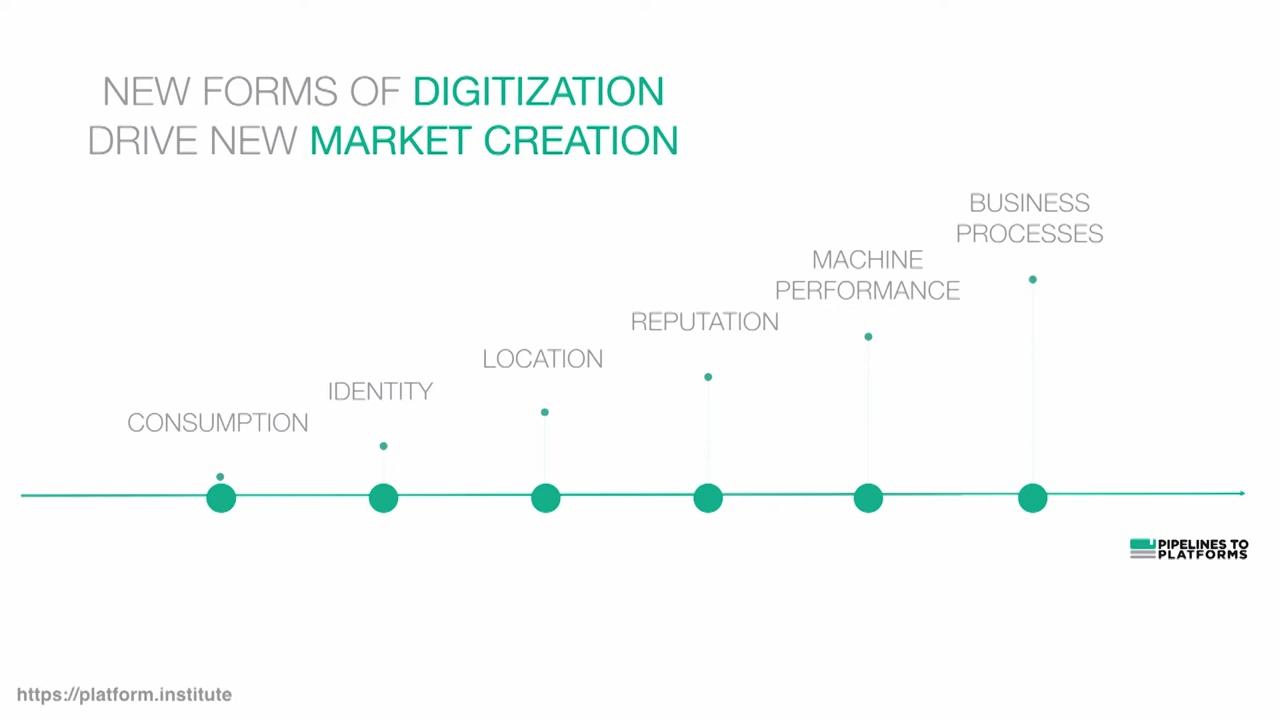 NEW FORMS OF DIGITIZATION
DRIVE NEW MARKET CREATION
CONSUMPTION
IDENTITY
LOCATION
REPUTATION
MACHINE
PERFORMANCE
BUSINESS
PROCESSES
PIPELINES TO
PLATFORMS
https://platform.institute